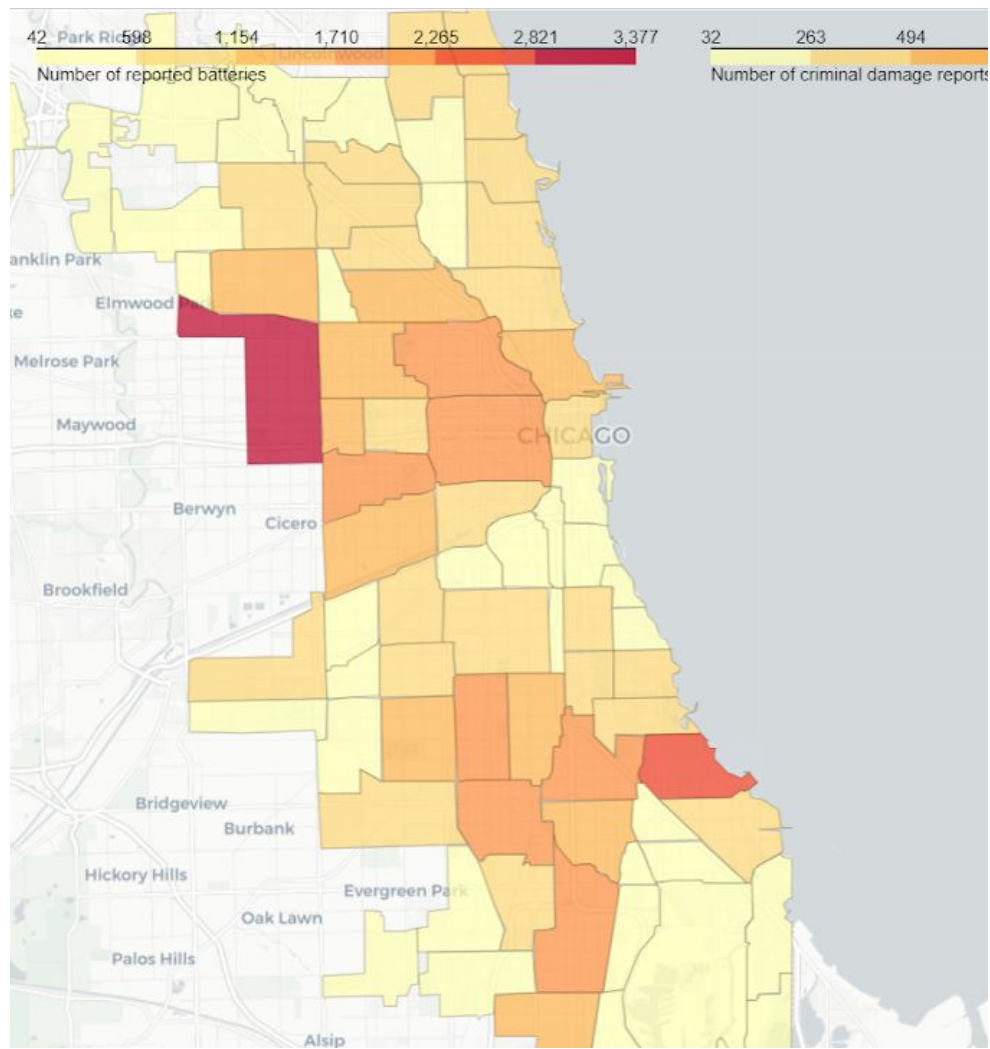 42 598 1,154 1,710 2,265 2,821 3,377 32 263 494
Park Ridge
Lincolnwood
Number of reported batteries Number of criminal damage reports
anklin Park
Elmwood Park
ke
Melrose Park
Maywood
CHICAGO
Berwyn
Cicero
Brookfield
Bridgeview
Burbank
Hickory Hills
Evergreen Park
Oak Lawn
Palos Hills
Alsip